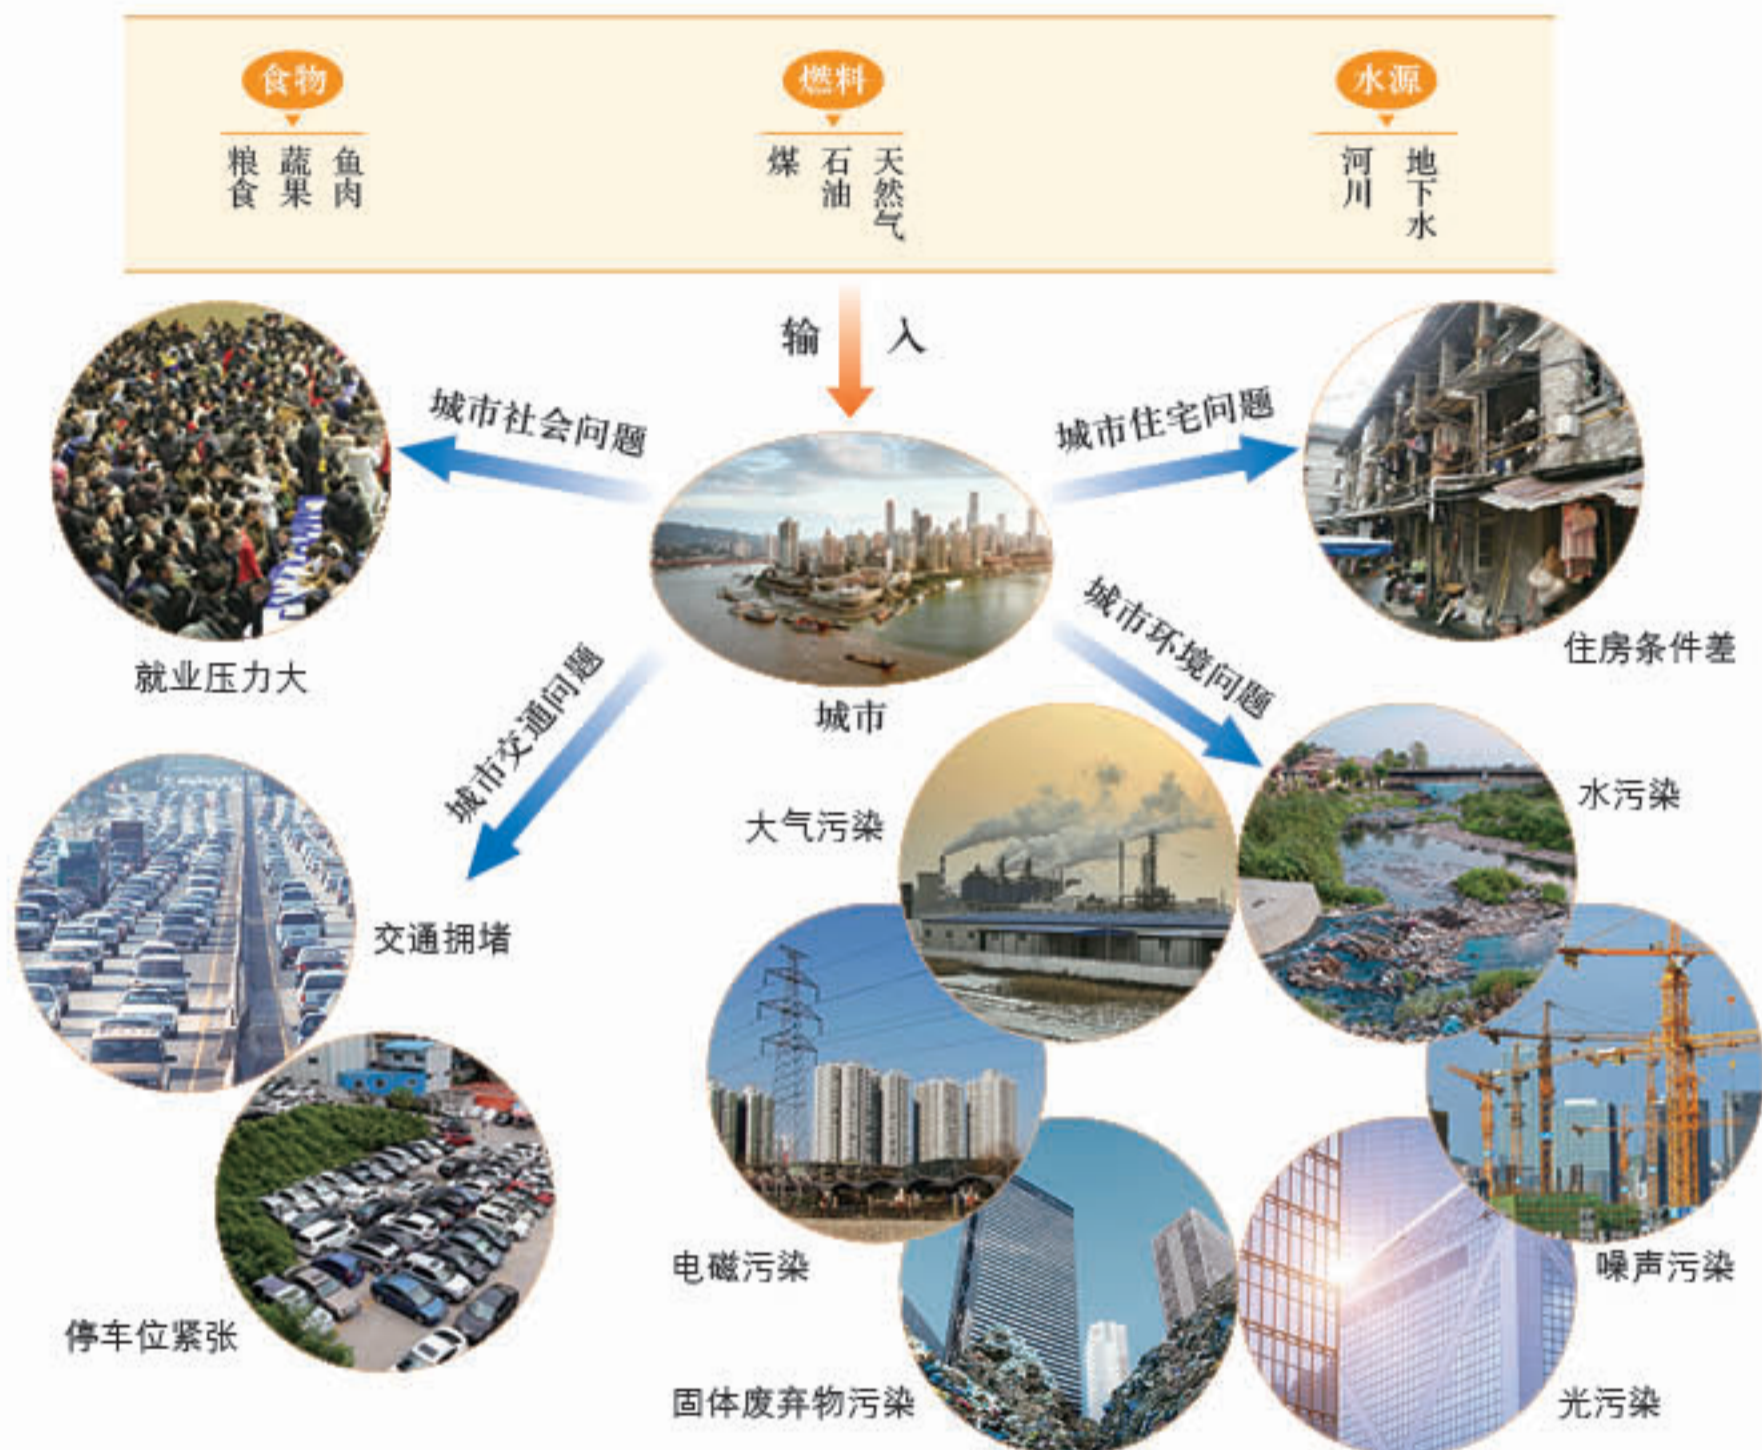 食物
燃料
水源
粮食
蔬果
鱼肉
煤
石油
天然气
河川
地下水
输入
城市社会问题
城市住宅问题
就业压力大
城市
住房条件差
城市交通问题
城市环境问题
大气污染
水污染
交通拥堵
电磁污染
噪声污染
停车位紧张
固体废弃物污染
光污染